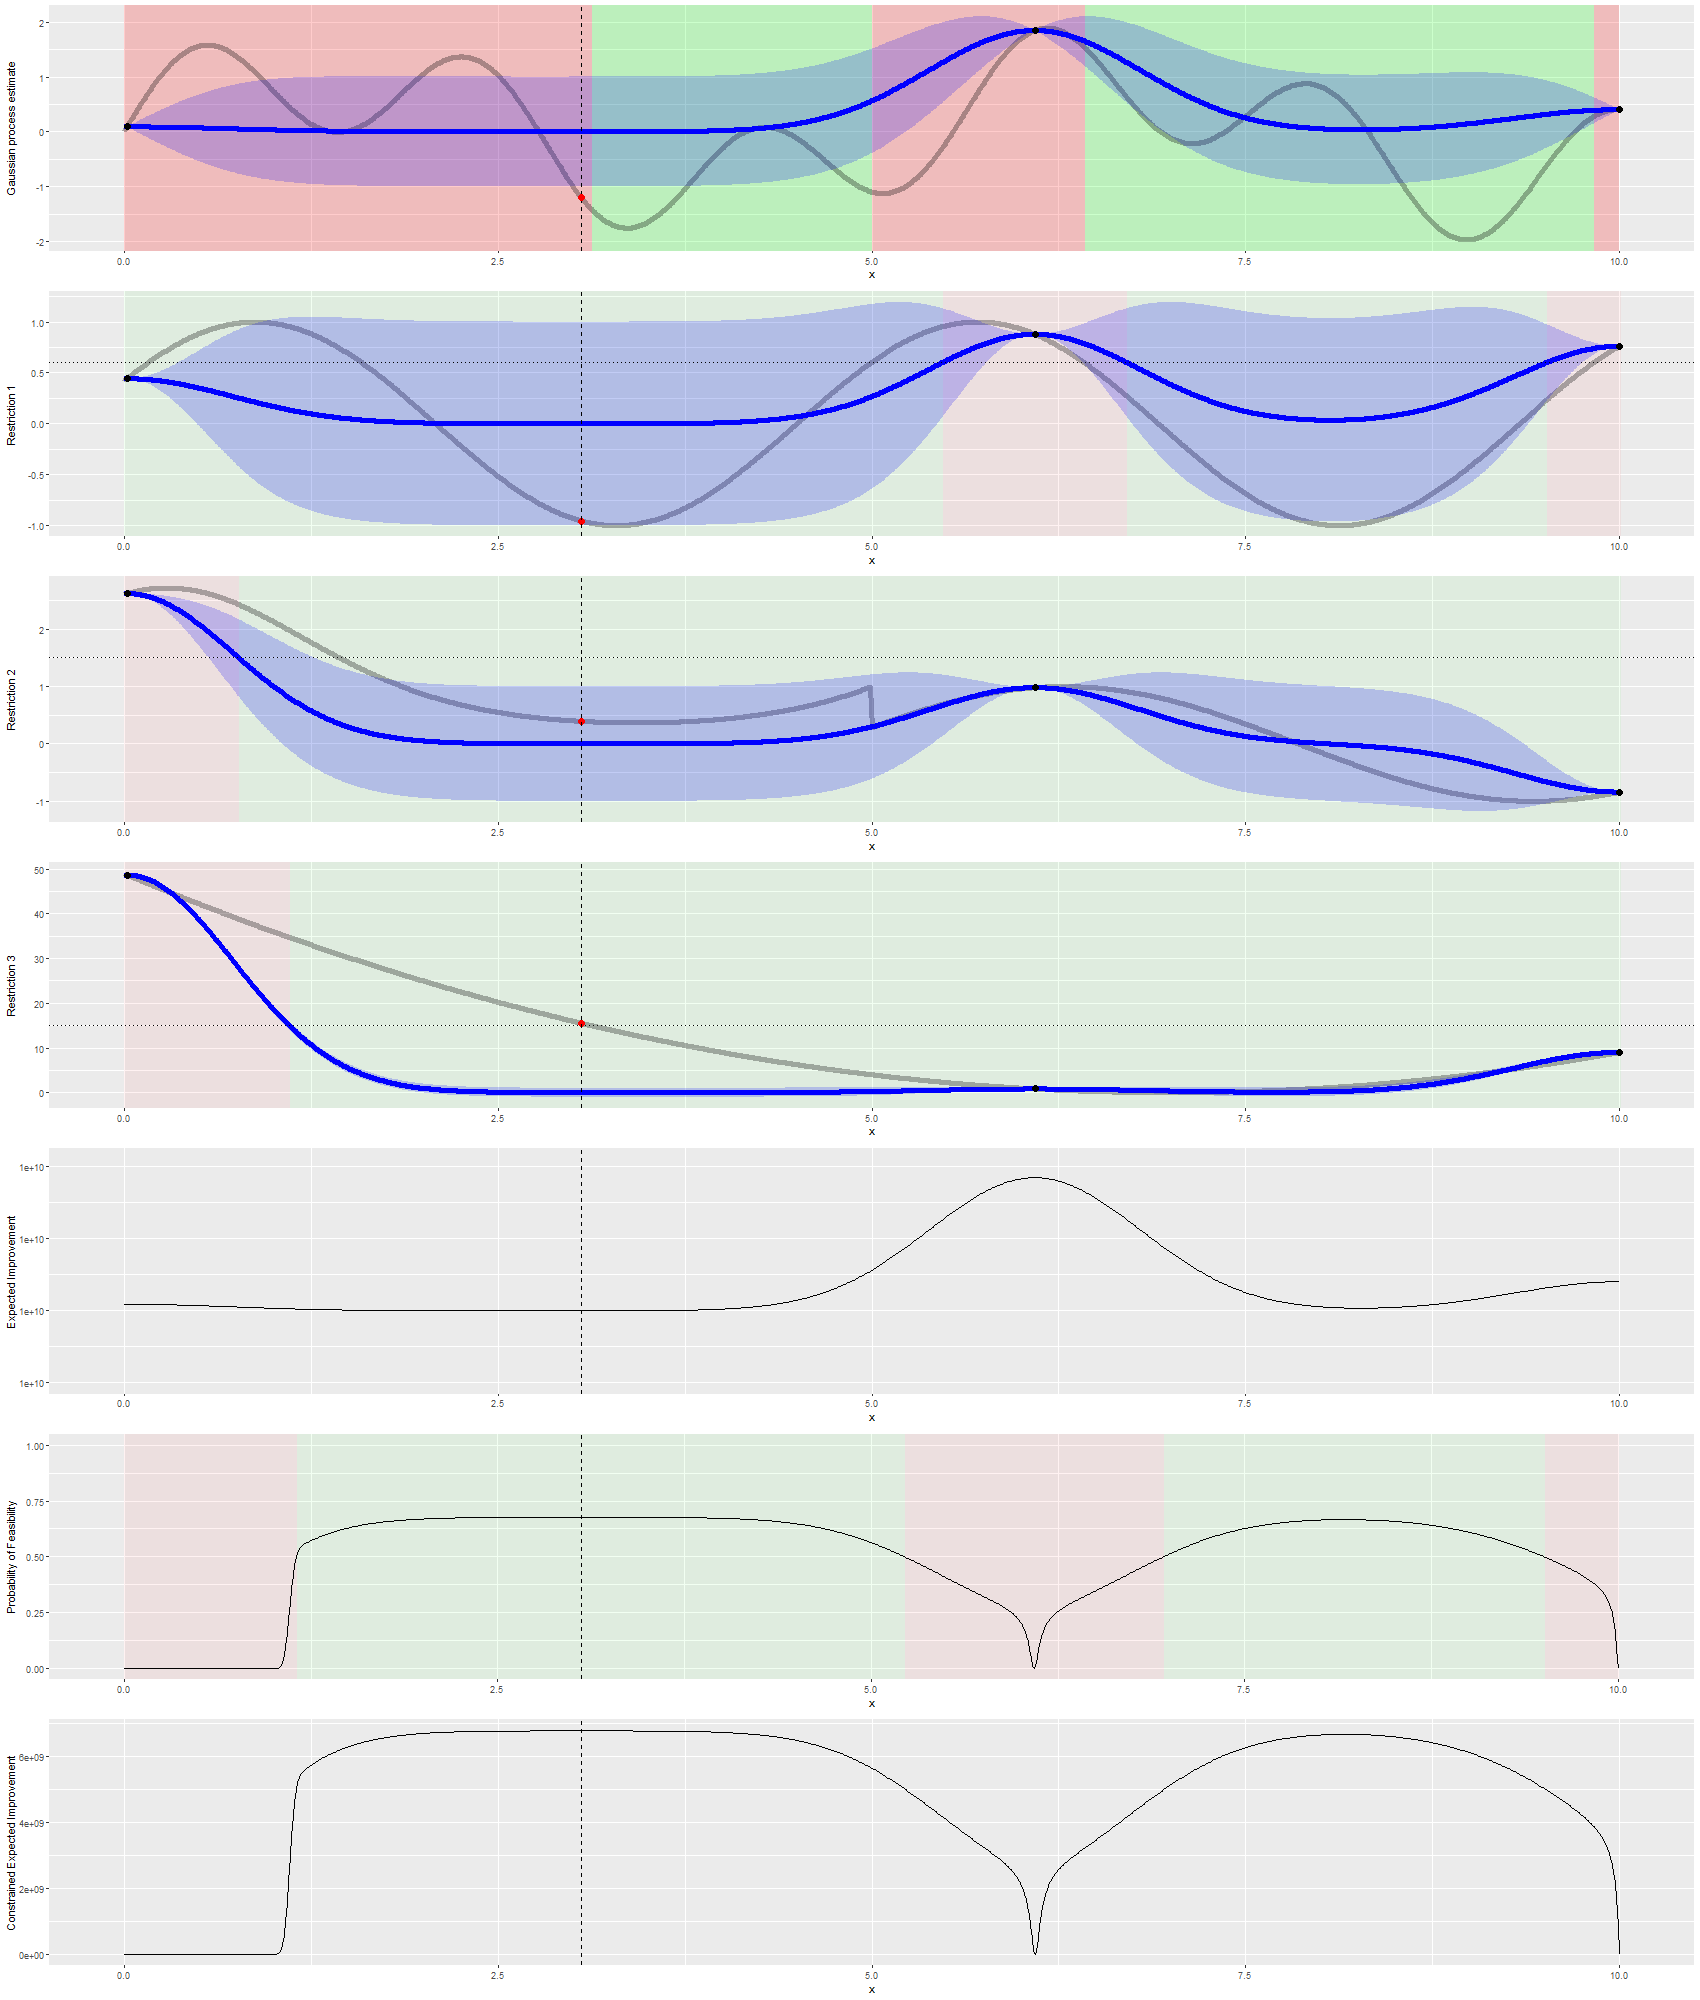 Gaussian process estimate
2
1
0
-1
-2
0.0 2.5 5.0 7.5 10.0
x
Restriction 1
1.0
0.5
0.0
-0.5
-1.0
0.0 2.5 5.0 7.5 10.0
x
Restriction 2
2
1
0
-1
0.0 2.5 5.0 7.5 10.0
x
Restriction 3
50
40
30
20
10
0
0.0 2.5 5.0 7.5 10.0
x
Expected Improvement
1e+10
1e+10
1e+10
1e+10
0.0 2.5 5.0 7.5 10.0
x
Probability of Feasibility
1.00
0.75
0.50
0.25
0.00
0.0 2.5 5.0 7.5 10.0
x
Constrained Expected Improvement
6e+09
4e+09
2e+09
0e+00
0.0 2.5 5.0 7.5 10.0
x